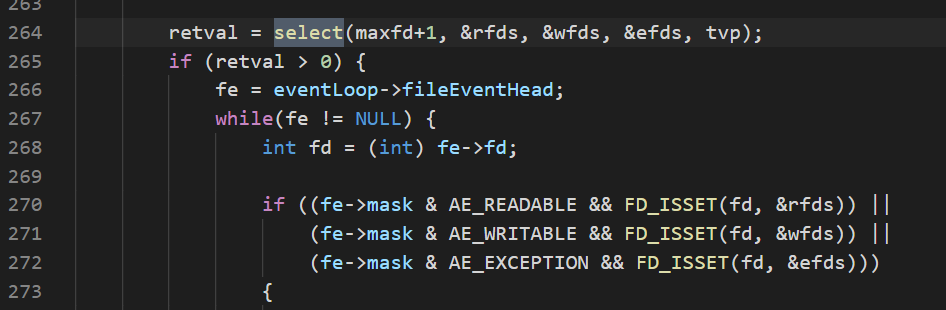 263
264 retval = select(maxfd+1, &rfds, &wfds, &efds, tvp);
265 if (retval > 0) {
266 fe = eventLoop->fileEventHead;
267 while(fe != NULL) {
268 int fd = (int) fe->fd;
269
270 if ((fe->mask & AE_READABLE && FD_ISSET(fd, &rfds)) ||
271 (fe->mask & AE_WRITABLE && FD_ISSET(fd, &wfds)) ||
272 (fe->mask & AE_EXCEPTION && FD_ISSET(fd, &efds)))
273 {